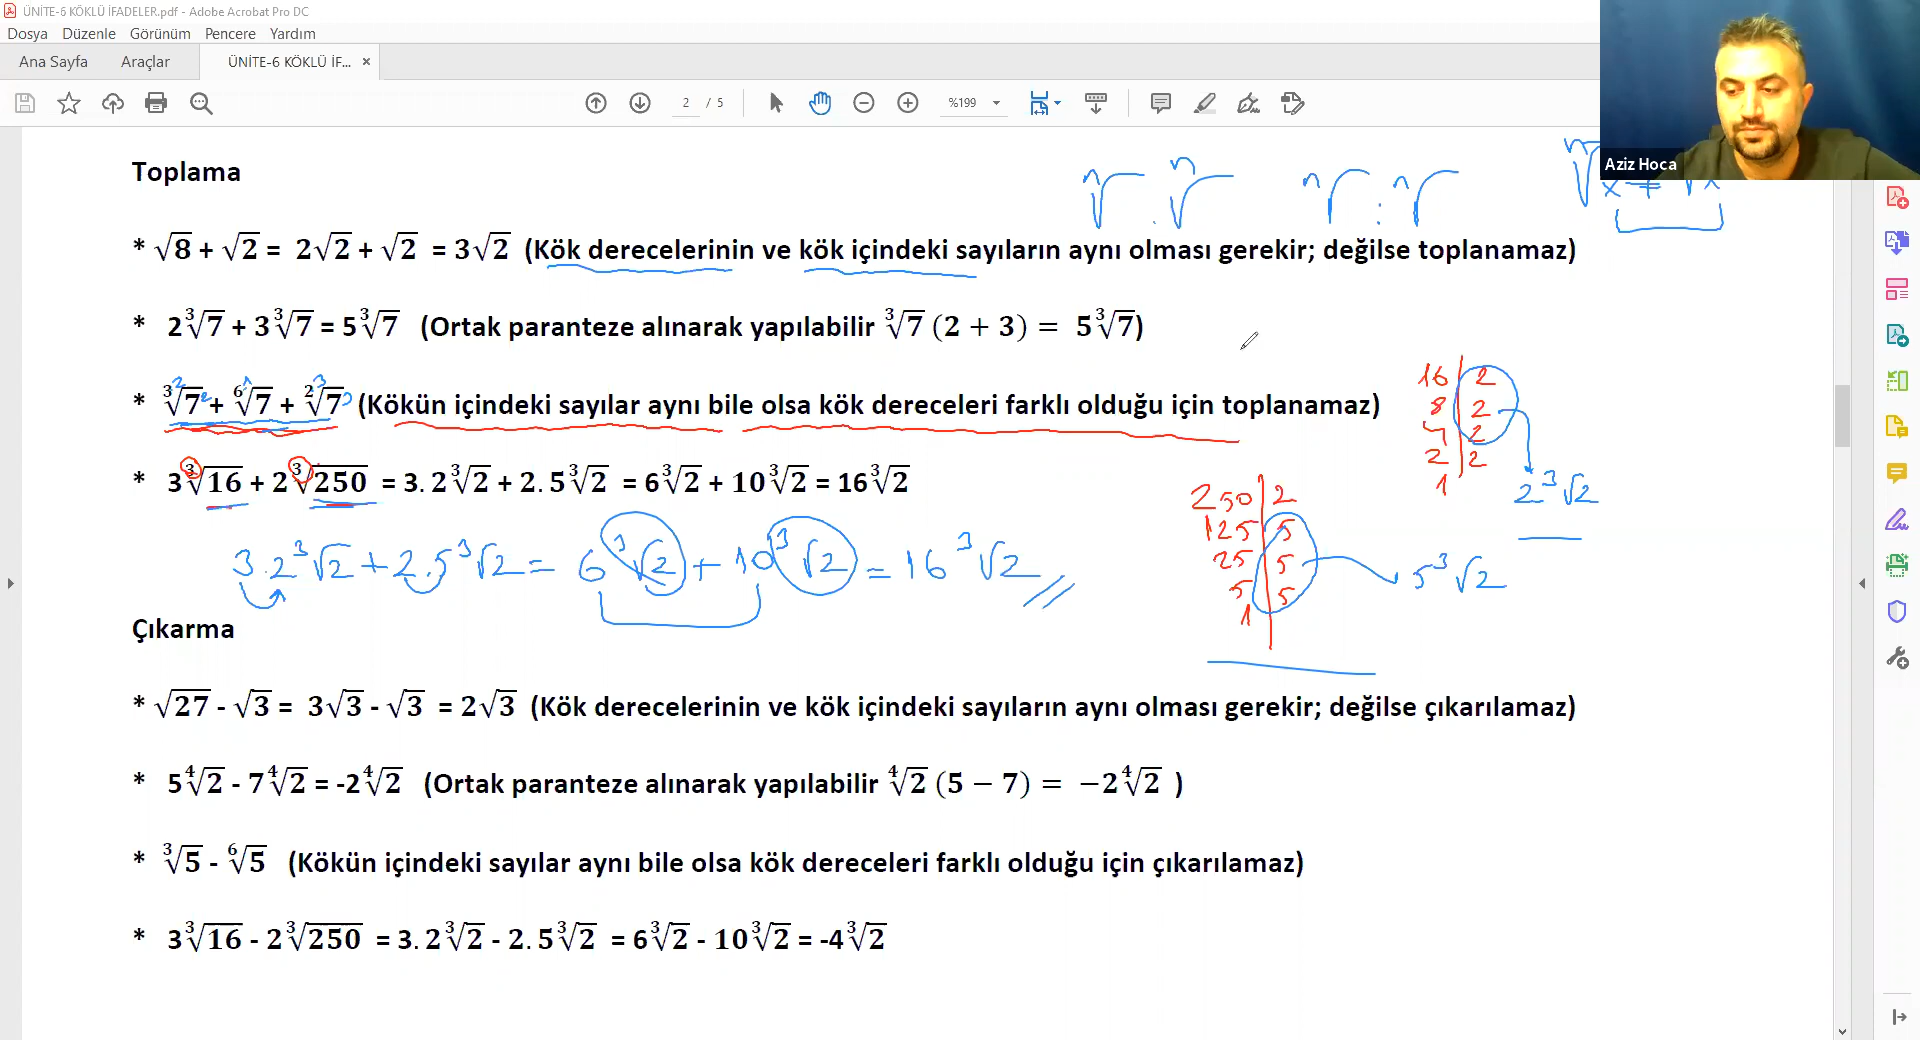 ÜNİTE-6 KÖKLÜ İFADELER.pdf - Adobe Acrobat Pro DC
Dosya Düzenle Görünüm Pencere Yardım
Ana Sayfa Araçlar ÜNİTE-6 KÖKLÜ İF... ×
2 / 5 %199
Aziz Hoca
Toplama
ⁿ√ . ⁿ√ ⁿ√ : ⁿ√
* √8 + √2 = 2√2 + √2 = 3√2 (Kök derecelerinin ve kök içindeki sayıların aynı olması gerekir; değilse toplanamaz)
* 2∛7 + 3∛7 = 5∛7 (Ortak paranteze alınarak yapılabilir ∛7 (2 + 3) = 5∛7)
* ∛7 + ⁶√7 + ²√7 (Kökün içindeki sayılar aynı bile olsa kök dereceleri farklı olduğu için toplanamaz)
16 | 2
8 | 2
4 | 2
2 | 2
1
2∛2
* 3∛16 + 2∛250 = 3. 2∛2 + 2. 5∛2 = 6∛2 + 10∛2 = 16∛2
250 | 2
125 | 5
25 | 5
5 | 5
1
5∛2
3.2∛2 + 2.5∛2 = 6∛2 + 10∛2 = 16∛2 //
Çıkarma
* √27 - √3 = 3√3 - √3 = 2√3 (Kök derecelerinin ve kök içindeki sayıların aynı olması gerekir; değilse çıkarılamaz)
* 5∜2 - 7∜2 = -2∜2 (Ortak paranteze alınarak yapılabilir ∜2 (5 − 7) = −2∜2 )
* ∛5 - ⁶√5 (Kökün içindeki sayılar aynı bile olsa kök dereceleri farklı olduğu için çıkarılamaz)
* 3∛16 - 2∛250 = 3. 2∛2 - 2. 5∛2 = 6∛2 - 10∛2 = -4∛2